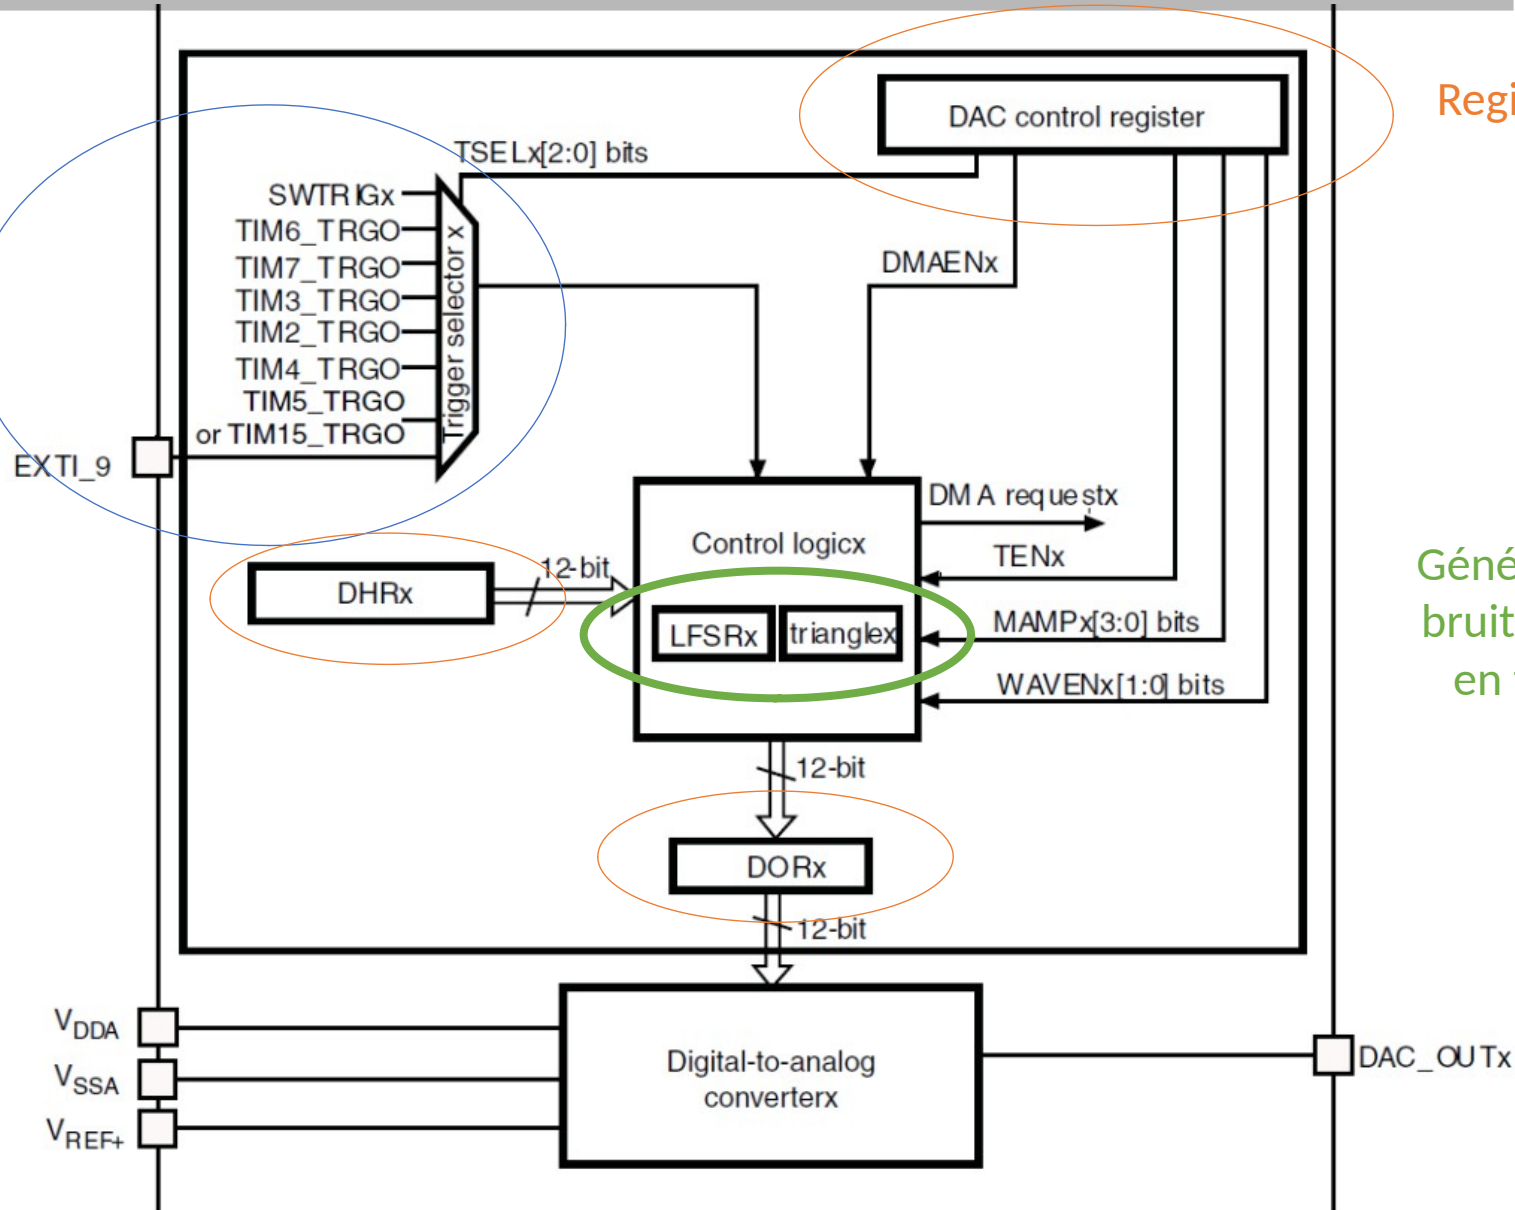 DAC control register
TSELx[2:0] bits
SWTRIGx
TIM6_TRGO
TIM7_TRGO
TIM3_TRGO
TIM2_TRGO
TIM4_TRGO
TIM5_TRGO
or TIM15_TRGO
Trigger selector x
EXTI_9
DMAENx
DMA requestx
Control logicx
TENx
12-bit
DHRx
LFSRx
trianglex
MAMPx[3:0] bits
WAVENx[1:0] bits
12-bit
DORx
12-bit
VDDA
VSSA
VREF+
Digital-to-analog
converterx
DAC_OUTx
Regi
Géné
bruit
en